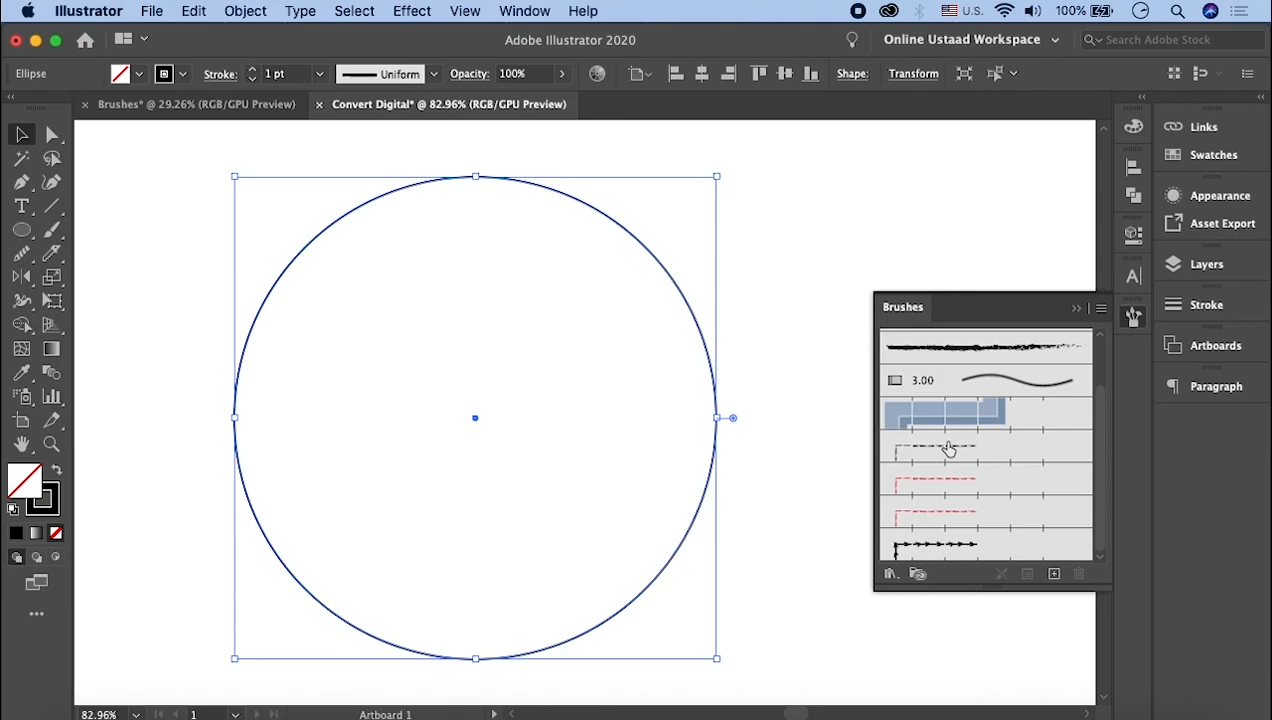 Illustrator File Edit Object Type Select Effect View Window Help U.S. 100%
Adobe Illustrator 2020 Online Ustaad Workspace Search Adobe Stock
Ellipse Stroke: 1 pt Uniform Opacity: 100% Shape: Transform
Brushes* @ 29.26% (RGB/GPU Preview) Convert Digital* @ 82.96% (RGB/GPU Preview)
Links
Swatches
Appearance
Asset Export
Layers
Brushes
Stroke
Artboards
3.00
Paragraph
82.96% 1 Artboard 1